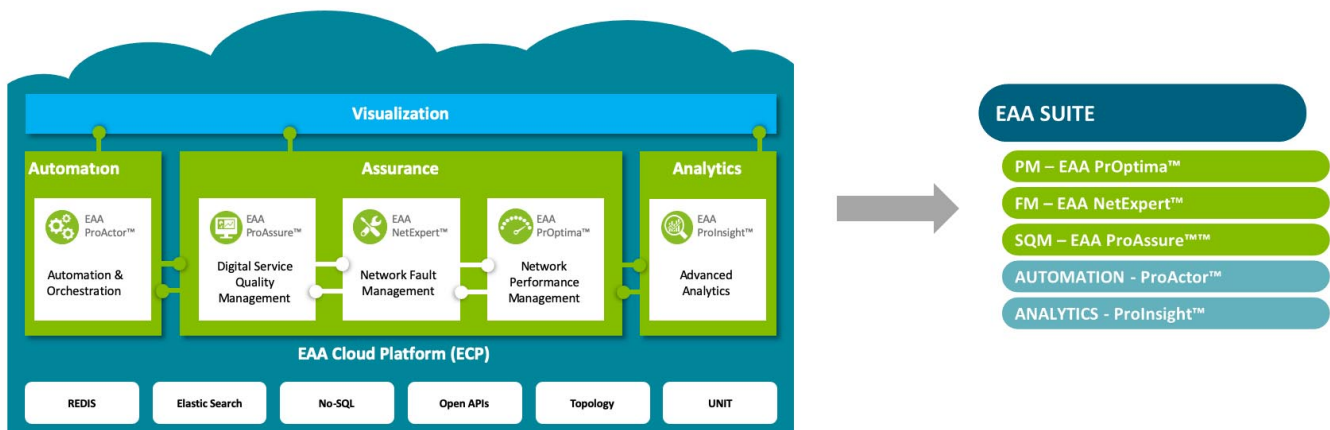 Visualization
Automation
Assurance
Analytics
EAA
ProActor™
Automation &
Orchestration
EAA
ProAssure™
Digital Service
Quality
Management
EAA
NetExpert™
Network Fault
Management
EAA
PrOptima™
Network
Performance
Management
EAA
ProInsight™
Advanced
Analytics
EAA Cloud Platform (ECP)
REDIS
Elastic Search
No-SQL
Open APIs
Topology
UNIT
EAA SUITE
PM – EAA PrOptima™
FM – EAA NetExpert™
SQM – EAA ProAssure™™
AUTOMATION - ProActor™
ANALYTICS - ProInsight™